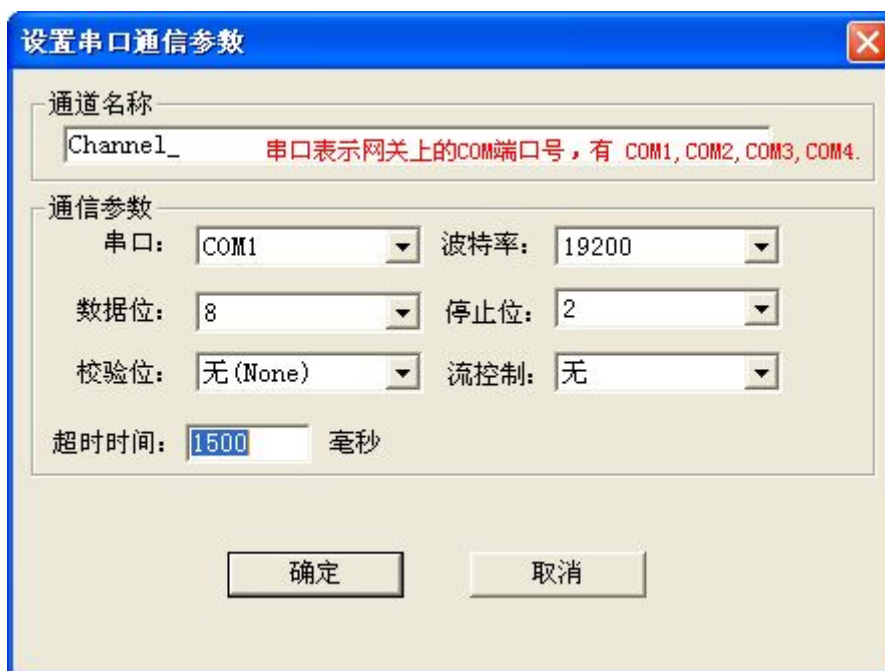 设置串口通信参数
通道名称
Channel_ 串口表示网关上的COM端口号，有 COM1,COM2,COM3,COM4.
通信参数
串口： COM1 波特率： 19200
数据位： 8 停止位： 2
校验位： 无(None) 流控制： 无
超时时间： 1500 毫秒
确定 取消